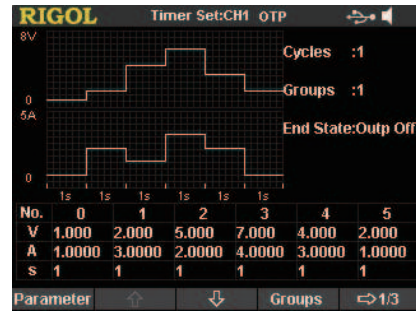 RIGOL Timer Set:CH1 OTP
8V
Cycles :1
0
Groups :1
5A
End State:Outp Off
0
1s 1s 1s 1s 1s 1s
No. 0 1 2 3 4 5
V 1.000 2.000 5.000 7.000 4.000 2.000
A 1.0000 3.0000 2.0000 4.0000 3.0000 1.0000
s 1 1 1 1 1 1
Parameter Groups 1/3